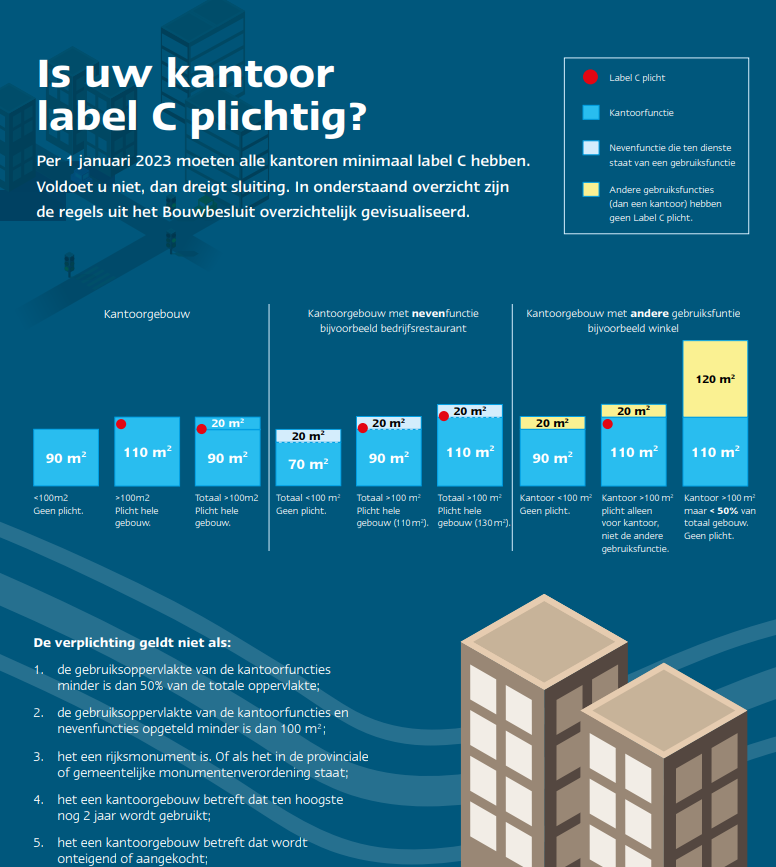 Is uw kantoor
label C plichtig?
Per 1 januari 2023 moeten alle kantoren minimaal label C hebben.
Voldoet u niet, dan dreigt sluiting. In onderstaand overzicht zijn
de regels uit het Bouwbesluit overzichtelijk gevisualiseerd.
Label C plicht
Kantoorfunctie
Nevenfunctie die ten dienste
staat van een gebruiksfunctie
Andere gebruiksfuncties
(dan een kantoor) hebben
geen Label C plicht.
Kantoorgebouw
90 m²
<100m2
Geen plicht.
110 m²
>100m2
Plicht hele
gebouw.
20 m²
90 m²
Totaal >100m2
Plicht hele
gebouw.
Kantoorgebouw met nevenfunctie
bijvoorbeeld bedrijfsrestaurant
20 m²
70 m²
Totaal <100 m²
Geen plicht.
20 m²
90 m²
Totaal >100 m²
Plicht hele
gebouw (110m²).
20 m²
110 m²
Totaal >100 m²
Plicht hele
gebouw (130m²).
Kantoorgebouw met andere gebruiksfuntie
bijvoorbeeld winkel
20 m²
90 m²
Kantoor <100 m²
Geen plicht.
20 m²
110 m²
Kantoor >100 m²
plicht alleen
voor kantoor,
niet de andere
gebruiksfunctie.
120 m²
110 m²
Kantoor >100 m²
maar < 50% van
totaal gebouw.
Geen plicht.
De verplichting geldt niet als:
1. de gebruiksoppervlakte van de kantoorfuncties
minder is dan 50% van de totale oppervlakte;
2. de gebruiksoppervlakte van de kantoorfuncties en
nevenfuncties opgeteld minder is dan 100 m²;
3. het een rijksmonument is. Of als het in de provinciale
of gemeentelijke monumentenverordening staat;
4. het een kantoorgebouw betreft dat ten hoogste
nog 2 jaar wordt gebruikt;
5. het een kantoorgebouw betreft dat wordt
onteigend of aangekocht;